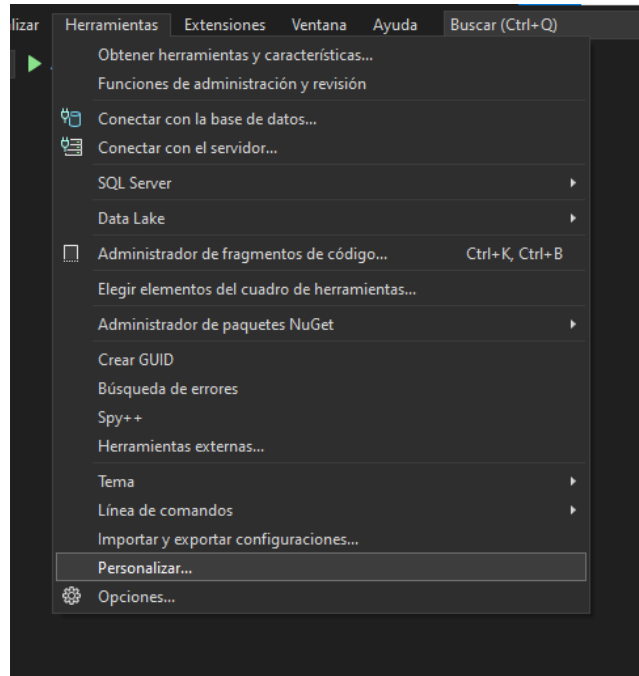 lizar Herramientas Extensiones Ventana Ayuda Buscar (Ctrl+Q)
Obtener herramientas y características...
Funciones de administración y revisión
Conectar con la base de datos...
Conectar con el servidor...
SQL Server
Data Lake
Administrador de fragmentos de código... Ctrl+K, Ctrl+B
Elegir elementos del cuadro de herramientas...
Administrador de paquetes NuGet
Crear GUID
Búsqueda de errores
Spy++
Herramientas externas...
Tema
Línea de comandos
Importar y exportar configuraciones...
Personalizar...
Opciones...